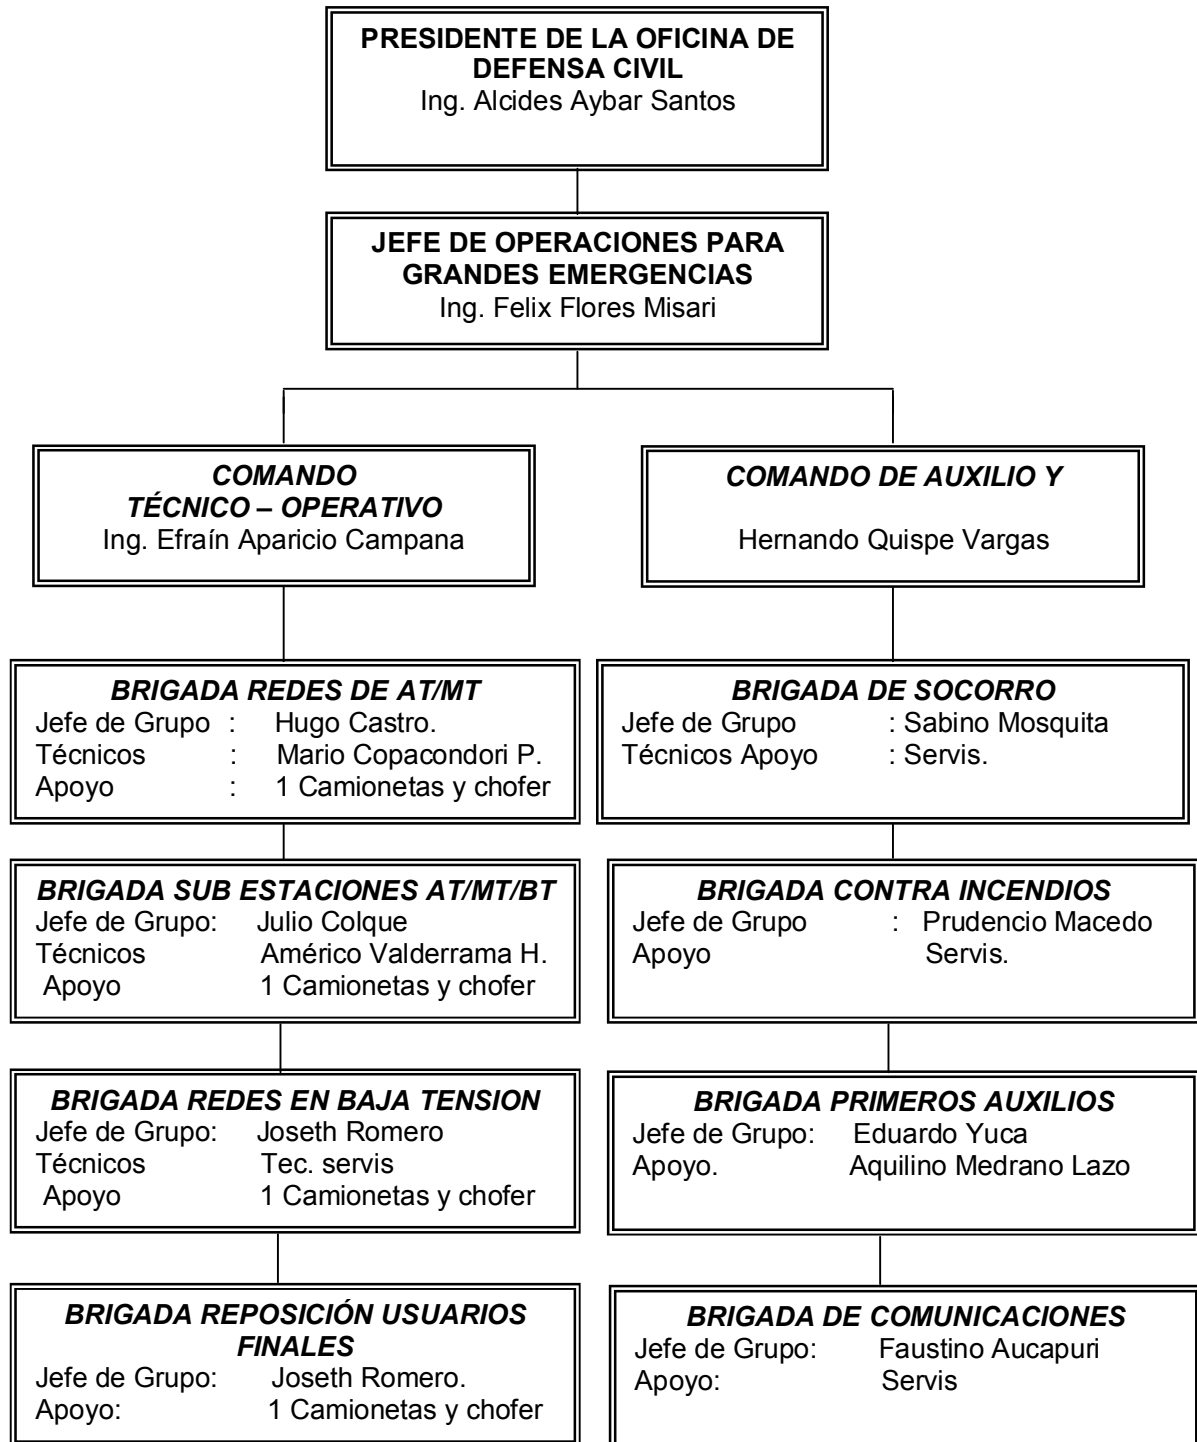 PRESIDENTE DE LA OFICINA DE
DEFENSA CIVIL
Ing. Alcides Aybar Santos
JEFE DE OPERACIONES PARA
GRANDES EMERGENCIAS
Ing. Felix Flores Misari
COMANDO
TÉCNICO – OPERATIVO
Ing. Efraín Aparicio Campana
COMANDO DE AUXILIO Y
Hernando Quispe Vargas
BRIGADA REDES DE AT/MT
Jefe de Grupo : Hugo Castro.
Técnicos : Mario Copacondori P.
Apoyo : 1 Camionetas y chofer
BRIGADA DE SOCORRO
Jefe de Grupo : Sabino Mosquita
Técnicos Apoyo : Servis.
BRIGADA SUB ESTACIONES AT/MT/BT
Jefe de Grupo: Julio Colque
Técnicos Américo Valderrama H.
Apoyo 1 Camionetas y chofer
BRIGADA CONTRA INCENDIOS
Jefe de Grupo : Prudencio Macedo
Apoyo Servis.
BRIGADA REDES EN BAJA TENSION
Jefe de Grupo: Joseth Romero
Técnicos Tec. servis
Apoyo 1 Camionetas y chofer
BRIGADA PRIMEROS AUXILIOS
Jefe de Grupo: Eduardo Yuca
Apoyo. Aquilino Medrano Lazo
BRIGADA REPOSICIÓN USUARIOS
FINALES
Jefe de Grupo: Joseth Romero.
Apoyo: 1 Camionetas y chofer
BRIGADA DE COMUNICACIONES
Jefe de Grupo: Faustino Aucapuri
Apoyo: Servis